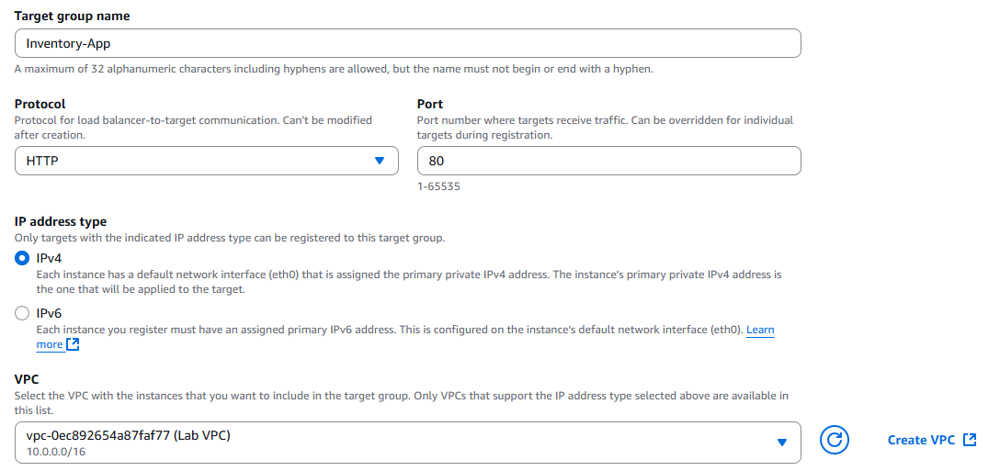 Target group name
Inventory-App
A maximum of 32 alphanumeric characters including hyphens are allowed, but the name must not begin or end with a hyphen.
Protocol
Protocol for load balancer-to-target communication. Can't be modified
after creation.
HTTP
Port
Port number where targets receive traffic. Can be overridden for individual
targets during registration.
80
1-65535
IP address type
Only targets with the indicated IP address type can be registered to this target group.
IPv4
Each instance has a default network interface (eth0) that is assigned the primary private IPv4 address. The instance's primary private IPv4 address is
the one that will be applied to the target.
IPv6
Each instance you register must have an assigned primary IPv6 address. This is configured on the instance's default network interface (eth0). Learn
more
VPC
Select the VPC with the instances that you want to include in the target group. Only VPCs that support the IP address type selected above are available in
this list.
vpc-0ec892654a87faf77 (Lab VPC)
10.0.0.0/16
Create VPC